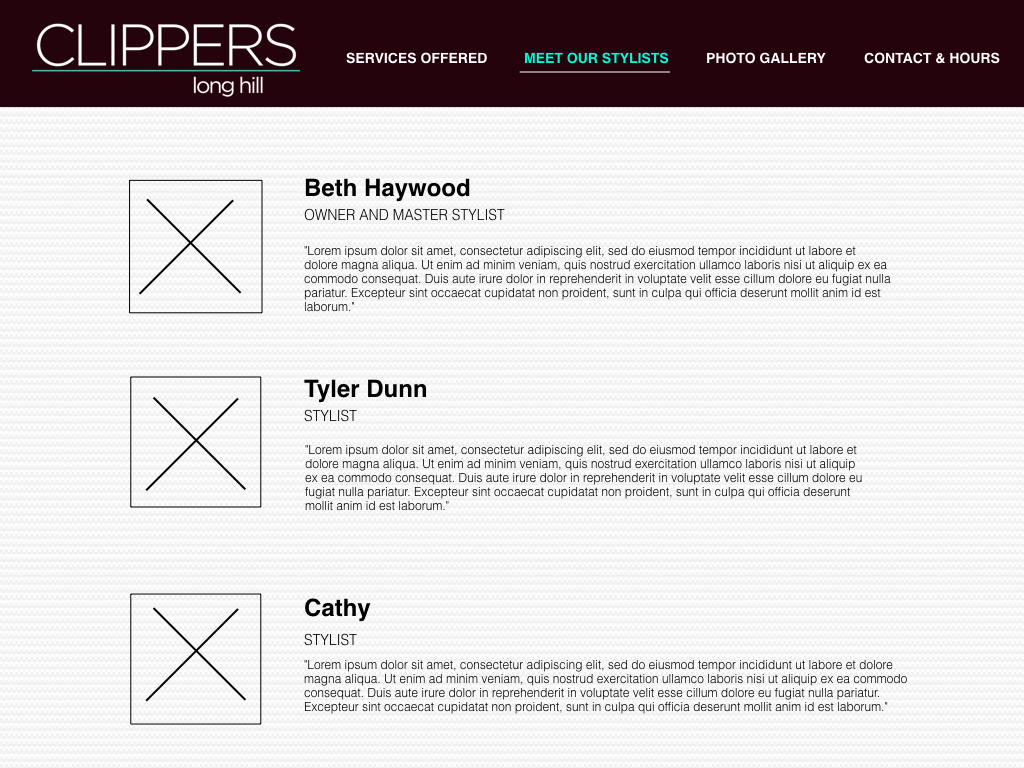 CLIPPERS
long hill
SERVICES OFFERED
MEET OUR STYLISTS
PHOTO GALLERY
CONTACT & HOURS
Beth Haywood
OWNER AND MASTER STYLIST
"Lorem ipsum dolor sit amet, consectetur adipiscing elit, sed do eiusmod tempor incididunt ut labore et
dolore magna aliqua. Ut enim ad minim veniam, quis nostrud exercitation ullamco laboris nisi ut aliquip ex ea
commodo consequat. Duis aute irure dolor in reprehenderit in voluptate velit esse cillum dolore eu fugiat nulla
pariatur. Excepteur sint occaecat cupidatat non proident, sunt in culpa qui officia deserunt mollit anim id est
laborum."
Tyler Dunn
STYLIST
"Lorem ipsum dolor sit amet, consectetur adipiscing elit, sed do eiusmod tempor incididunt ut labore et
dolore magna aliqua. Ut enim ad minim veniam, quis nostrud exercitation ullamco laboris nisi ut aliquip
ex ea commodo consequat. Duis aute irure dolor in reprehenderit in voluptate velit esse cillum dolore eu
fugiat nulla pariatur. Excepteur sint occaecat cupidatat non proident, sunt in culpa qui officia deserunt
mollit anim id est laborum."
Cathy
STYLIST
"Lorem ipsum dolor sit amet, consectetur adipiscing elit, sed do eiusmod tempor incididunt ut labore et dolore
magna aliqua. Ut enim ad minim veniam, quis nostrud exercitation ullamco laboris nisi ut aliquip ex ea commodo
consequat. Duis aute irure dolor in reprehenderit in voluptate velit esse cillum dolore eu fugiat nulla pariatur.
Excepteur sint occaecat cupidatat non proident, sunt in culpa qui officia deserunt mollit anim id est laborum."